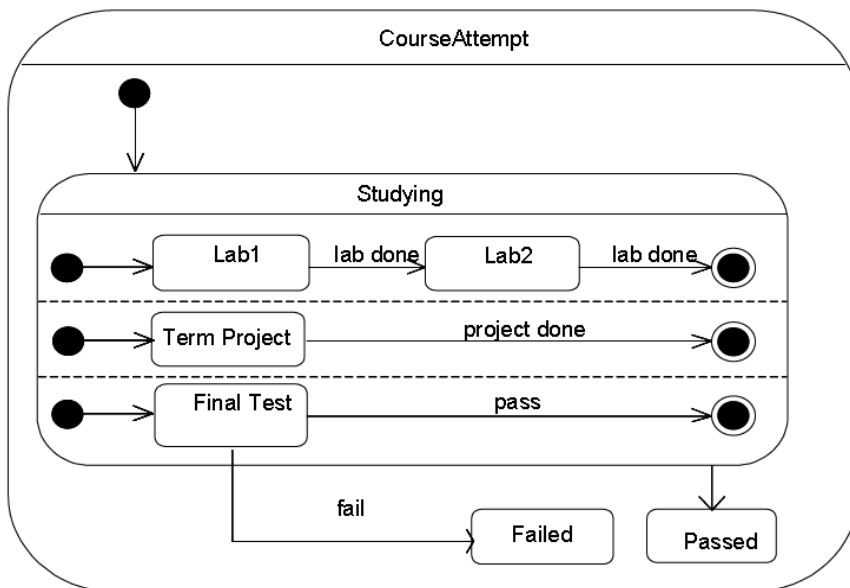 CourseAttempt
Studying
Lab1
lab done
Lab2
lab done
Term Project
project done
Final Test
pass
fail
Failed
Passed